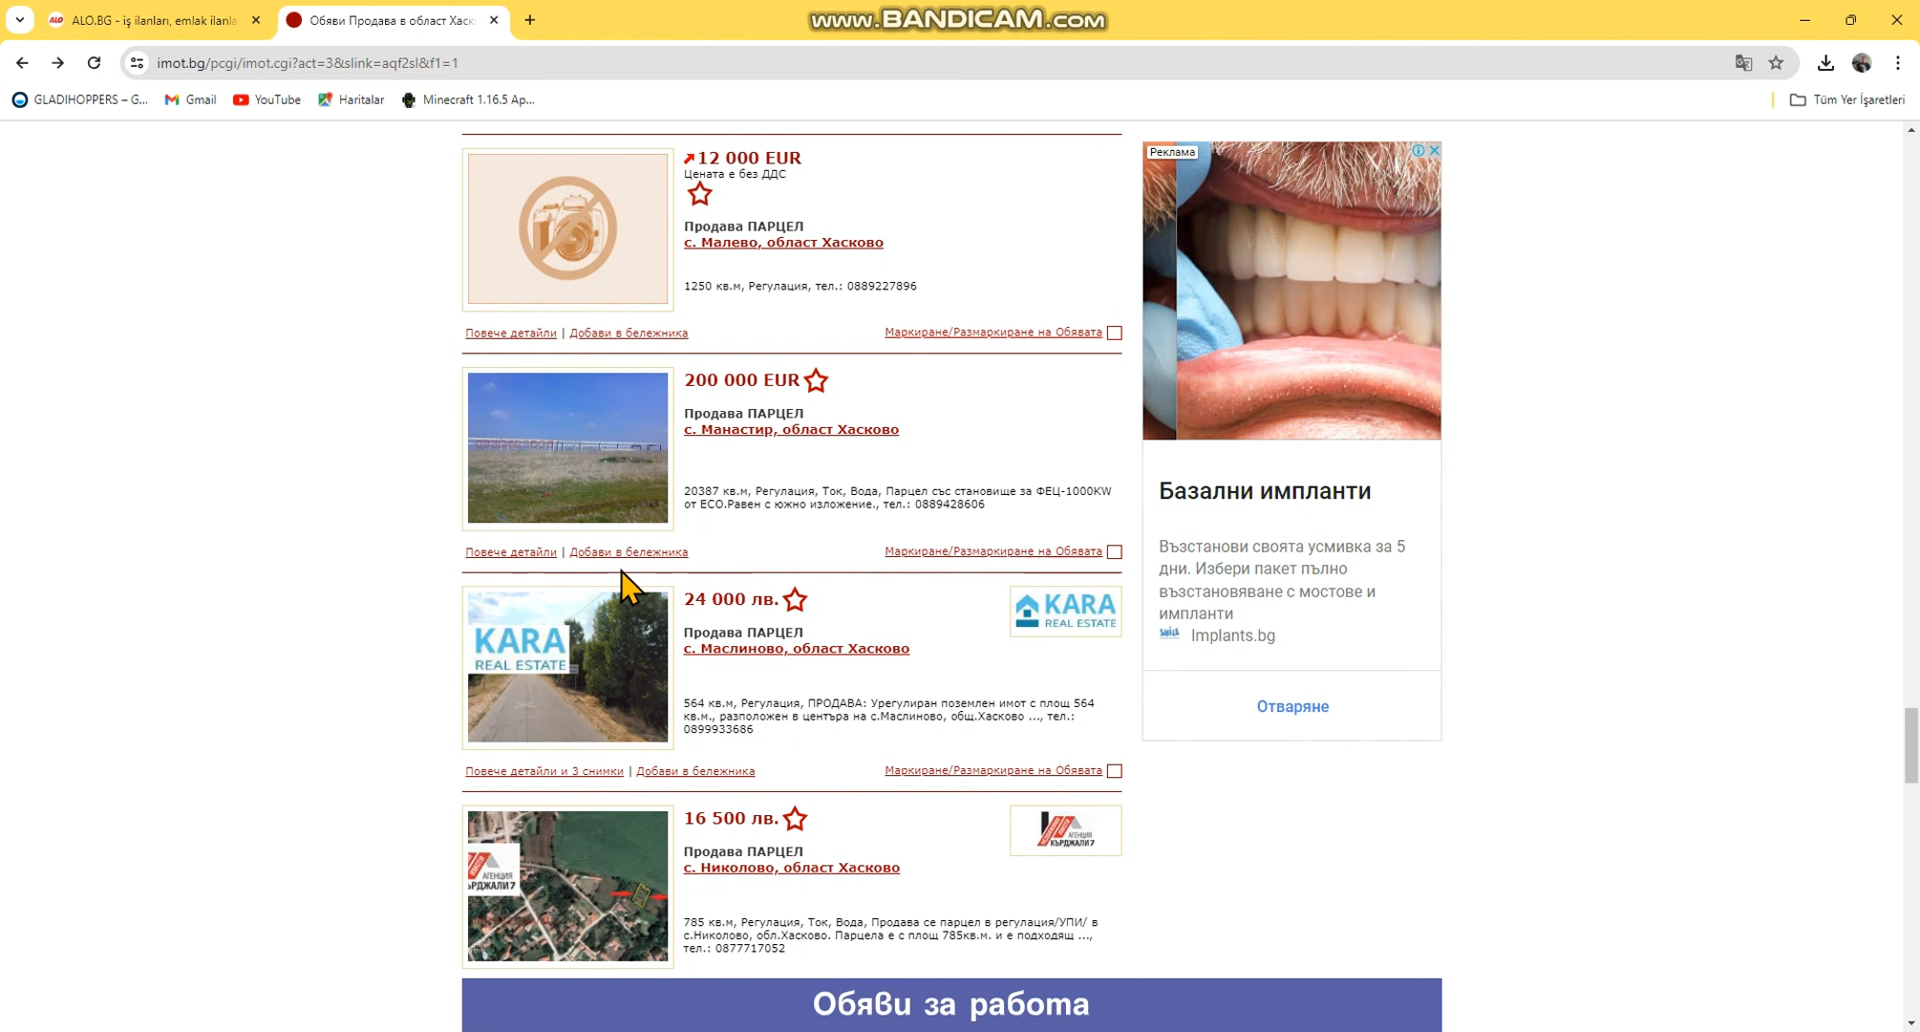 ALO.BG - iş ilanları, emlak ilanla
Обяви Продава в област Хаск
www.BANDICAM.com
imot.bg/pcgi/imot.cgi?act=3&slink=aqf2sl&f1=1
GLADIHOPPERS – G...
Gmail
YouTube
Haritalar
Minecraft 1.16.5 Ap...
Tüm Yer İşaretleri
12 000 EUR
Цената е без ДДС
Продава ПАРЦЕЛ
с. Малево, област Хасково
1250 кв.м, Регулация, тел.: 0889227896
Повече детайли | Добави в бележника
Маркиране/Размаркиране на Обявата
200 000 EUR
Продава ПАРЦЕЛ
с. Манастир, област Хасково
20387 кв.м, Регулация, Ток, Вода, Парцел със становище за ФЕЦ-1000KW
от ЕСО.Равен с южно изложение., тел.: 0889428606
Повече детайли | Добави в бележника
Маркиране/Размаркиране на Обявата
KARA
REAL ESTATE
24 000 лв.
Продава ПАРЦЕЛ
с. Маслиново, област Хасково
KARA
REAL ESTATE
564 кв.м, Регулация, ПРОДАВА: Урегулиран поземлен имот с площ 564
кв.м., разположен в центъра на с.Маслиново, общ.Хасково ..., тел.:
0899933686
Повече детайли и 3 снимки | Добави в бележника
Маркиране/Размаркиране на Обявата
АГЕНЦИЯ
ЪРДЖАЛИ 7
16 500 лв.
Продава ПАРЦЕЛ
с. Николово, област Хасково
АГЕНЦИЯ
КЪРДЖАЛИ 7
785 кв.м, Регулация, Ток, Вода, Продава се парцел в регулация/УПИ/ в
с.Николово, обл.Хасково. Парцела е с площ 785кв.м. и е подходящ ...,
тел.: 0877717052
Обяви за работа
Реклама
Базални импланти
Възстанови своята усмивка за 5
дни. Избери пакет пълно
възстановяване с мостове и
импланти
Implants.bg
Отваряне